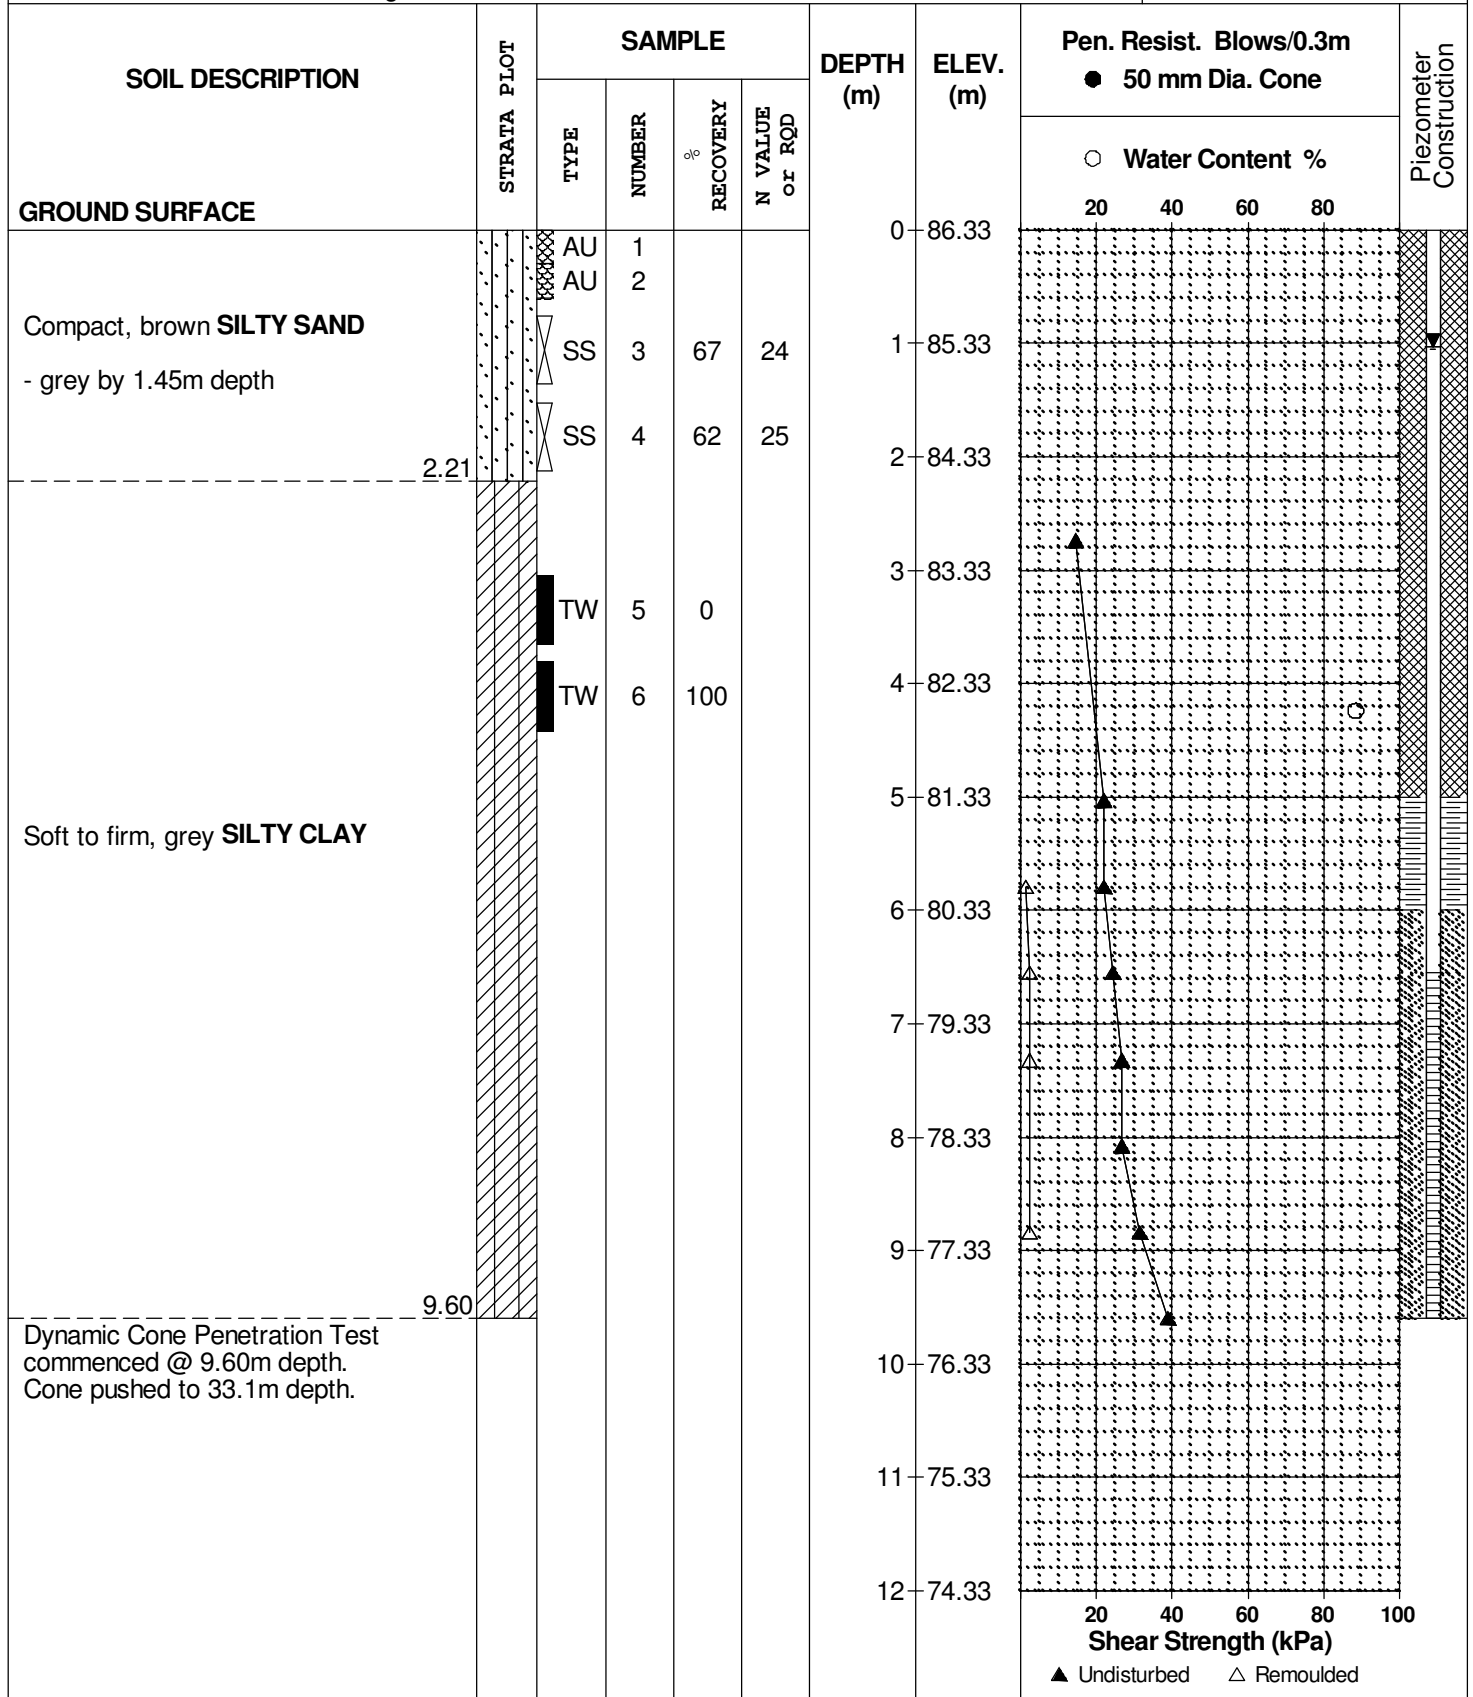 SOIL DESCRIPTION
GROUND SURFACE
STRATA PLOT
SAMPLE
TYPE
NUMBER
% RECOVERY
N VALUE or RQD
DEPTH (m)
ELEV. (m)
Pen. Resist. Blows/0.3m
● 50 mm Dia. Cone
○ Water Content %
20 40 60 80
Piezometer Construction
0 86.33
AU 1
AU 2
Compact, brown SILTY SAND
SS 3 67 24
1 85.33
- grey by 1.45m depth
SS 4 62 25
2 84.33
2.21
3 83.33
TW 5 0
4 82.33
TW 6 100
5 81.33
Soft to firm, grey SILTY CLAY
6 80.33
7 79.33
8 78.33
9 77.33
9.60
Dynamic Cone Penetration Test
commenced @ 9.60m depth.
Cone pushed to 33.1m depth.
10 76.33
11 75.33
12 74.33
20 40 60 80 100
Shear Strength (kPa)
▲ Undisturbed △ Remoulded